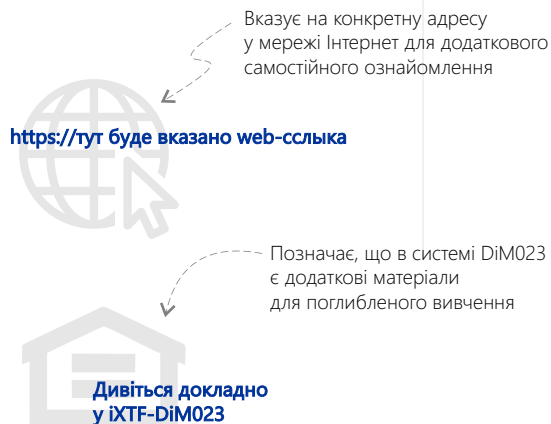 Вказує на конкретну адресу
у мережі Інтернет для додаткового
самостійного ознайомлення
https://тут буде вказано web-сслыка
Позначає, що в системі DiM023
є додаткові матеріали
для поглибленого вивчення
Дивіться докладно
у iXTF-DiM023